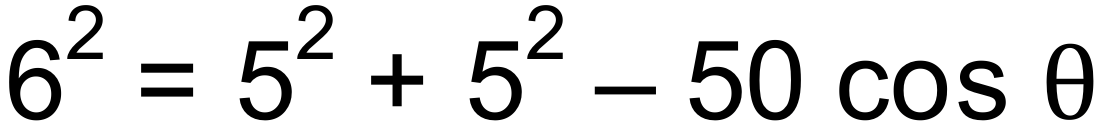 6² = 5² + 5² − 50 cos θ